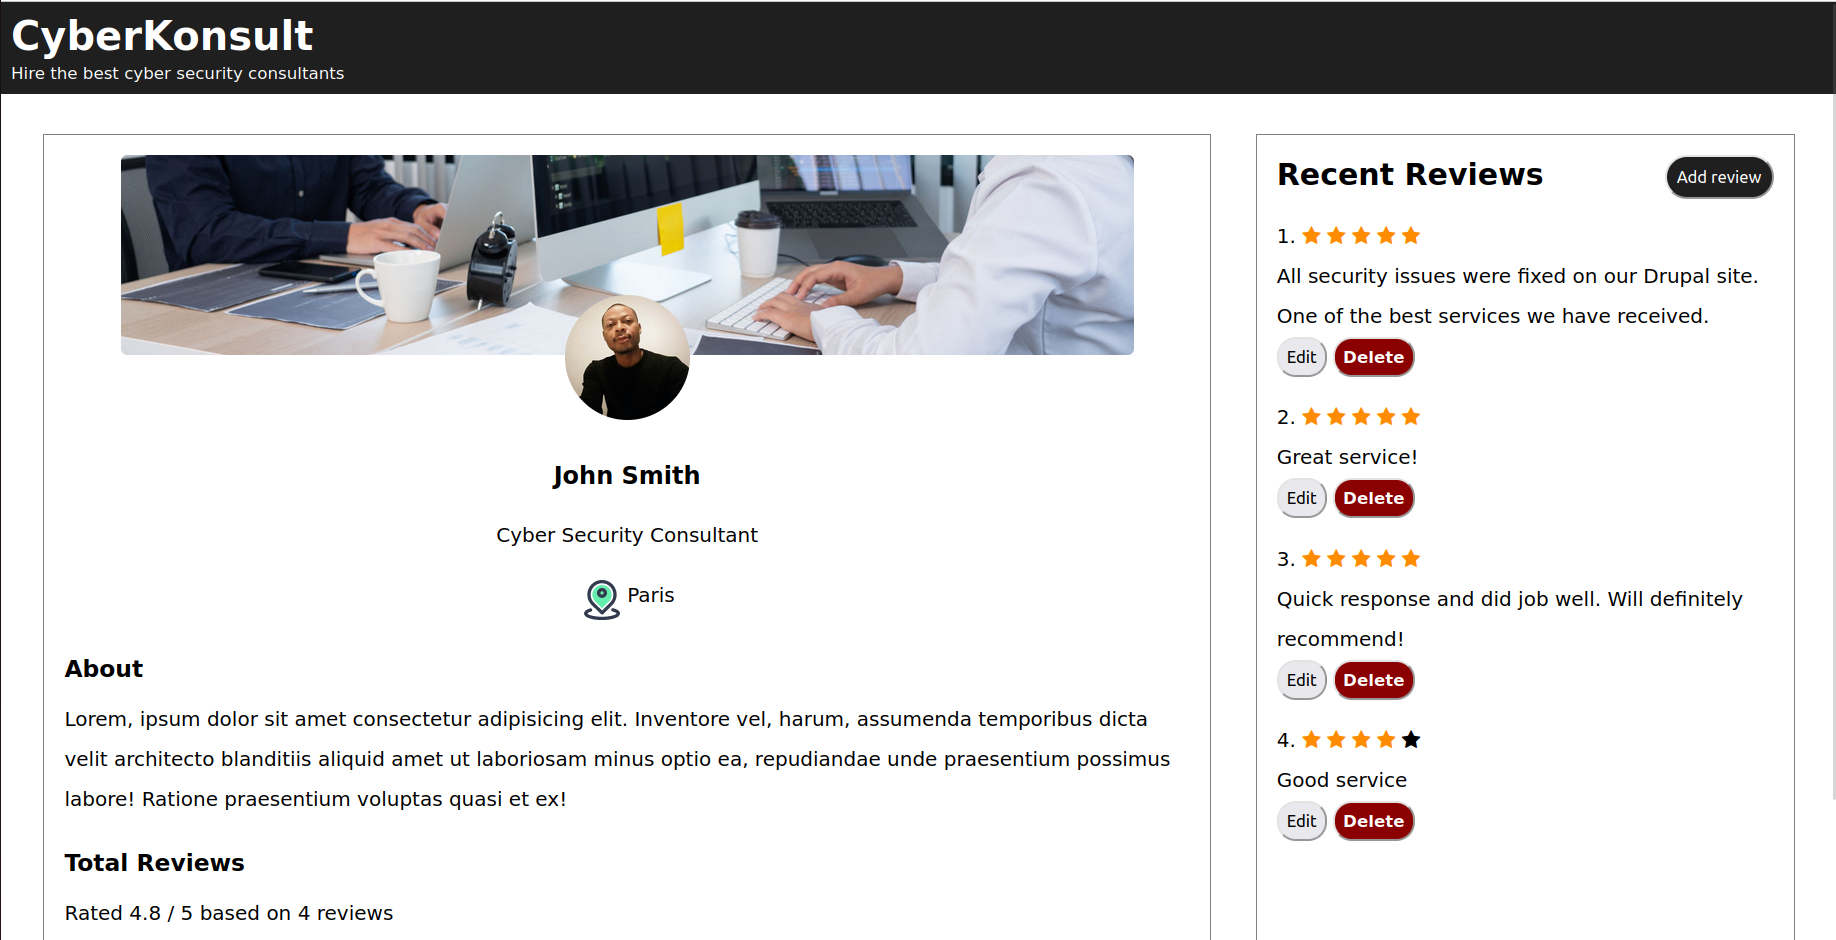 CyberKonsult
Hire the best cyber security consultants
John Smith
Cyber Security Consultant
Paris
About
Lorem, ipsum dolor sit amet consectetur adipisicing elit. Inventore vel, harum, assumenda temporibus dicta
velit architecto blanditiis aliquid amet ut laboriosam minus optio ea, repudiandae unde praesentium possimus
labore! Ratione praesentium voluptas quasi et ex!
Total Reviews
Rated 4.8 / 5 based on 4 reviews
Recent Reviews
Add review
1.
All security issues were fixed on our Drupal site.
One of the best services we have received.
Edit Delete
2.
Great service!
Edit Delete
3.
Quick response and did job well. Will definitely
recommend!
Edit Delete
4.
Good service
Edit Delete